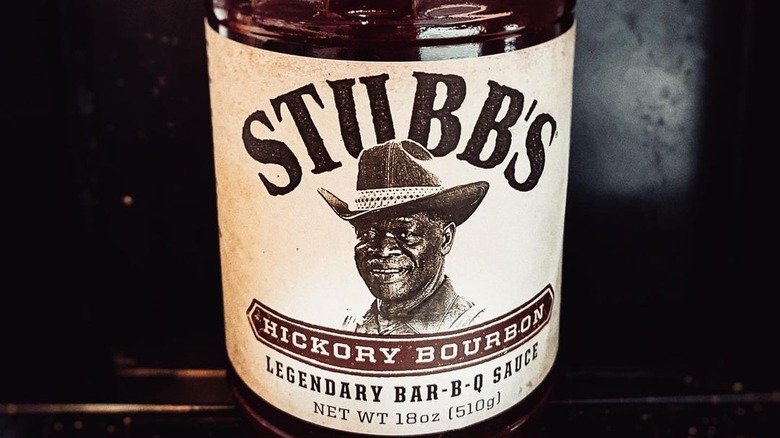 STUBB'S
HICKORY BOURBON
LEGENDARY BAR-B-Q SAUCE
NET WT 18oz (510g)